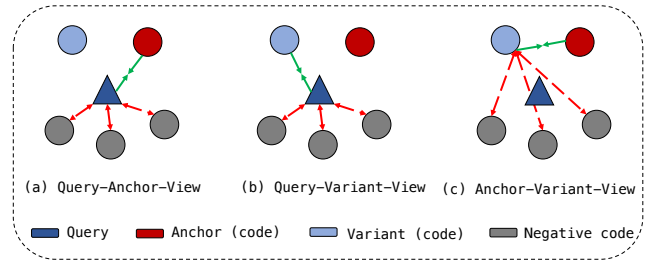 (a) Query-Anchor-View (b) Query-Variant-View (c) Anchor-Variant-View
Query Anchor (code) Variant (code) Negative code